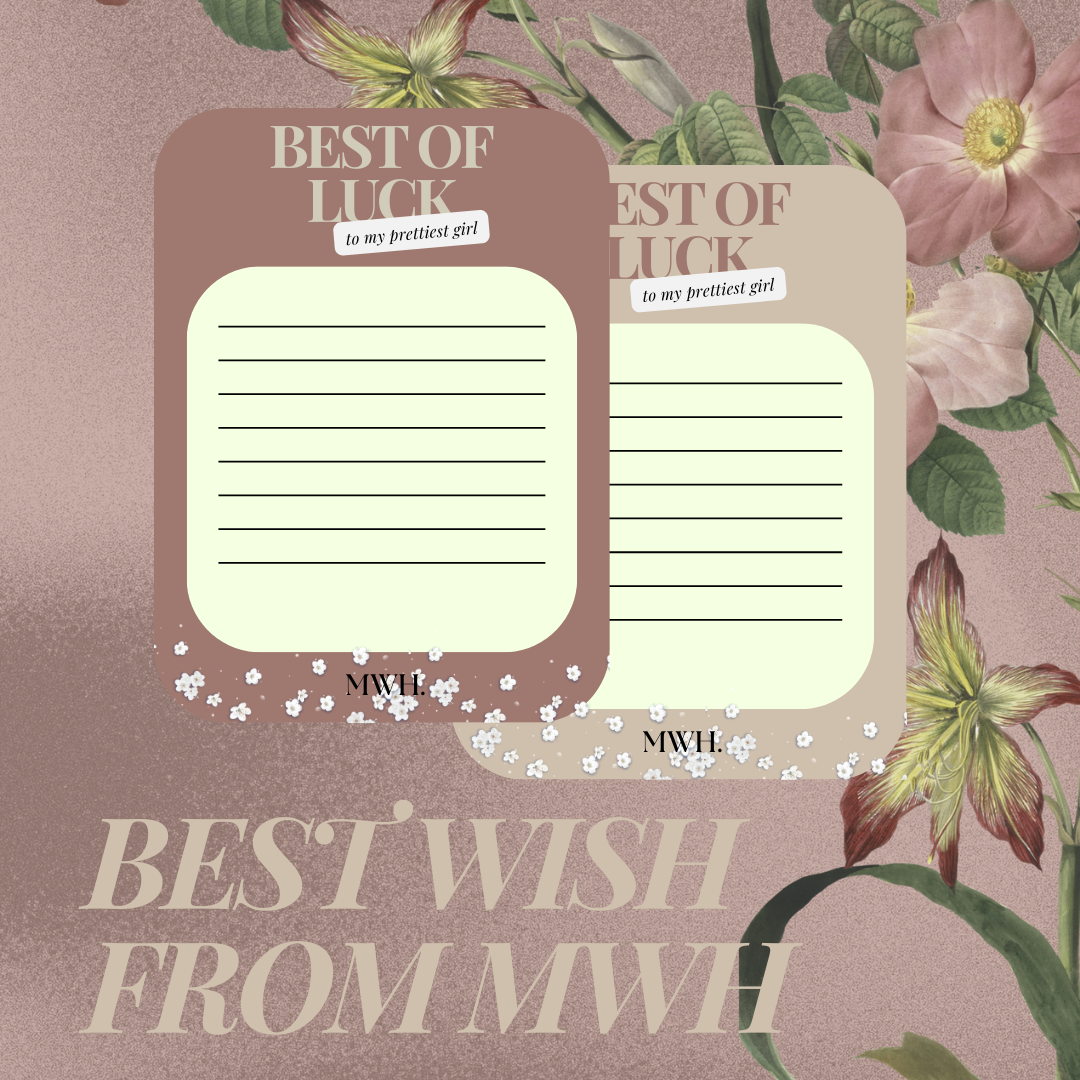 BEST OF
LUCK
to my prettiest girl
MWH.
EST OF
LUCK
to my prettiest girl
MWH.
BEST WISH
FROM MWH